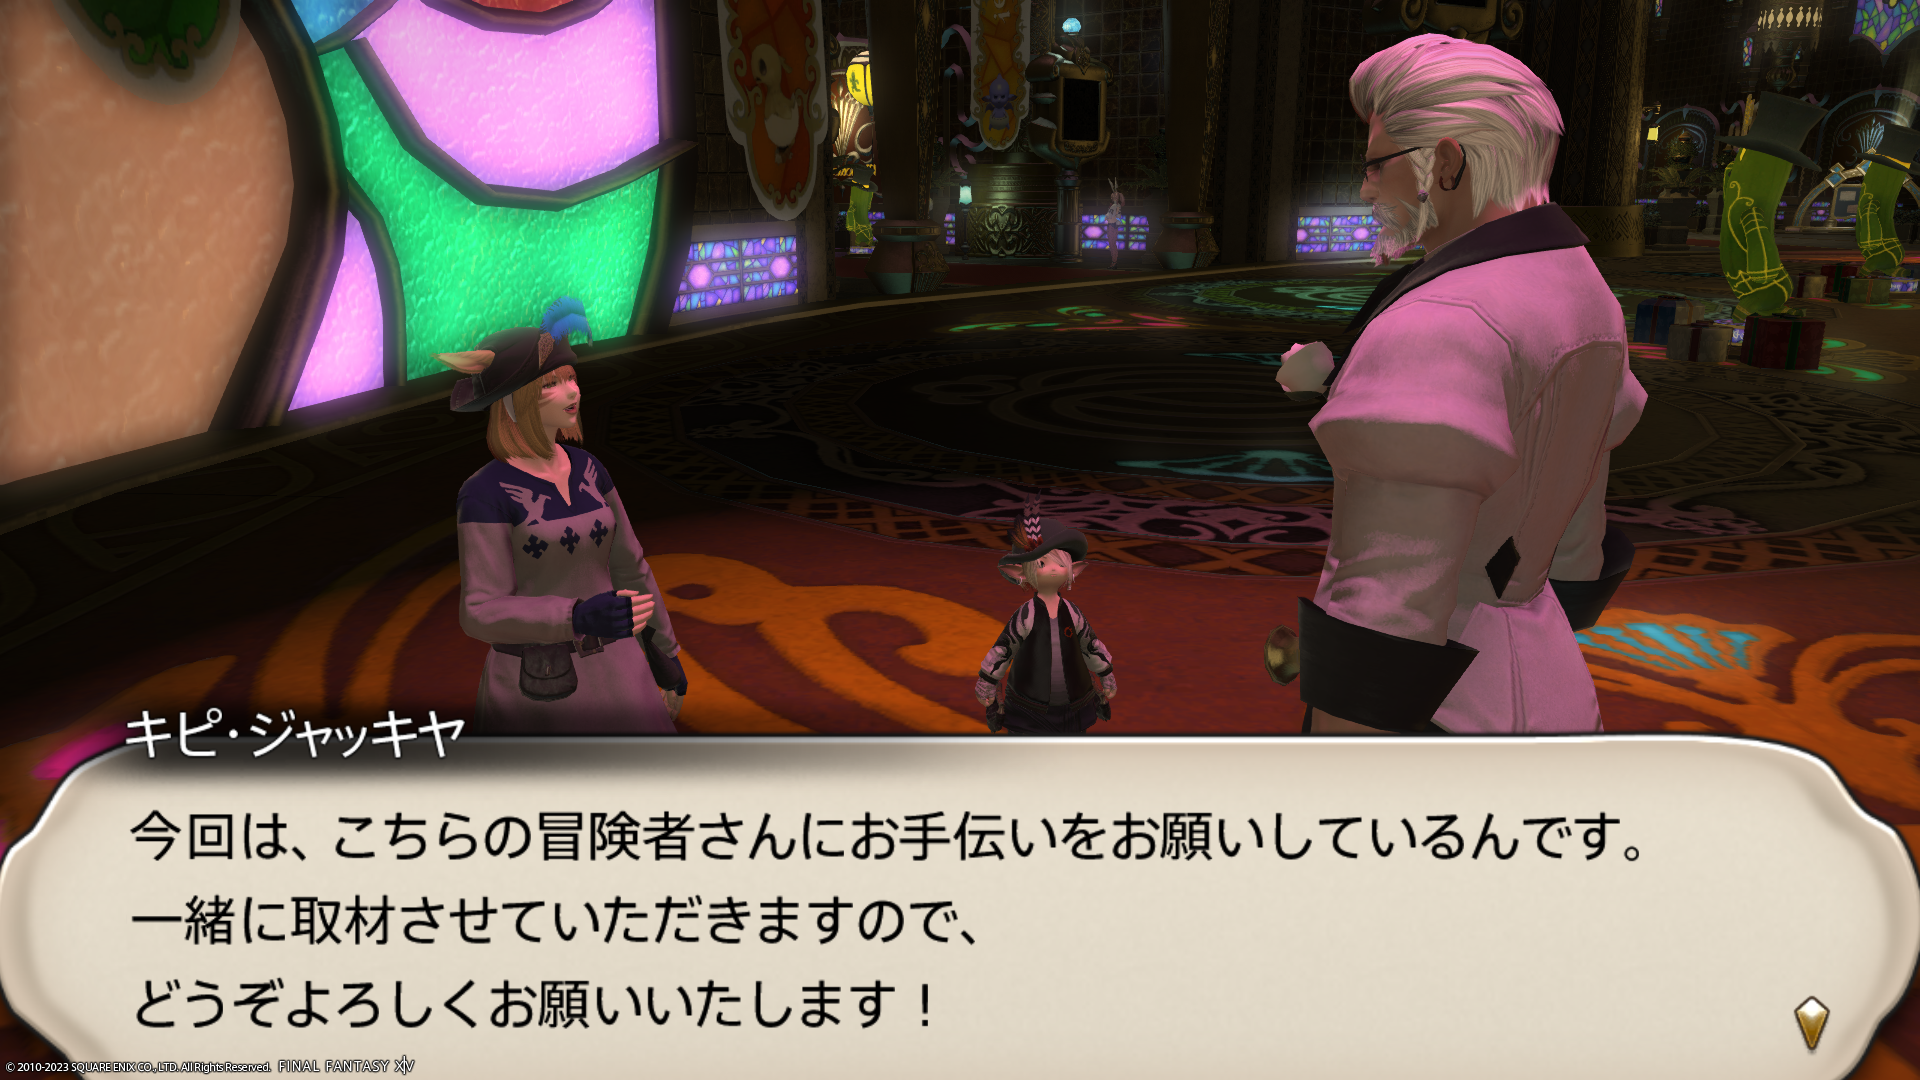 キピ・ジャッキヤ
今回は、こちらの冒険者さんにお手伝いをお願いしているんです。
一緒に取材させていただきますので、
どうぞよろしくお願いいたします！
© 2010-2023 SQUARE ENIX CO., LTD. All Rights Reserved. FINAL FANTASY XIV